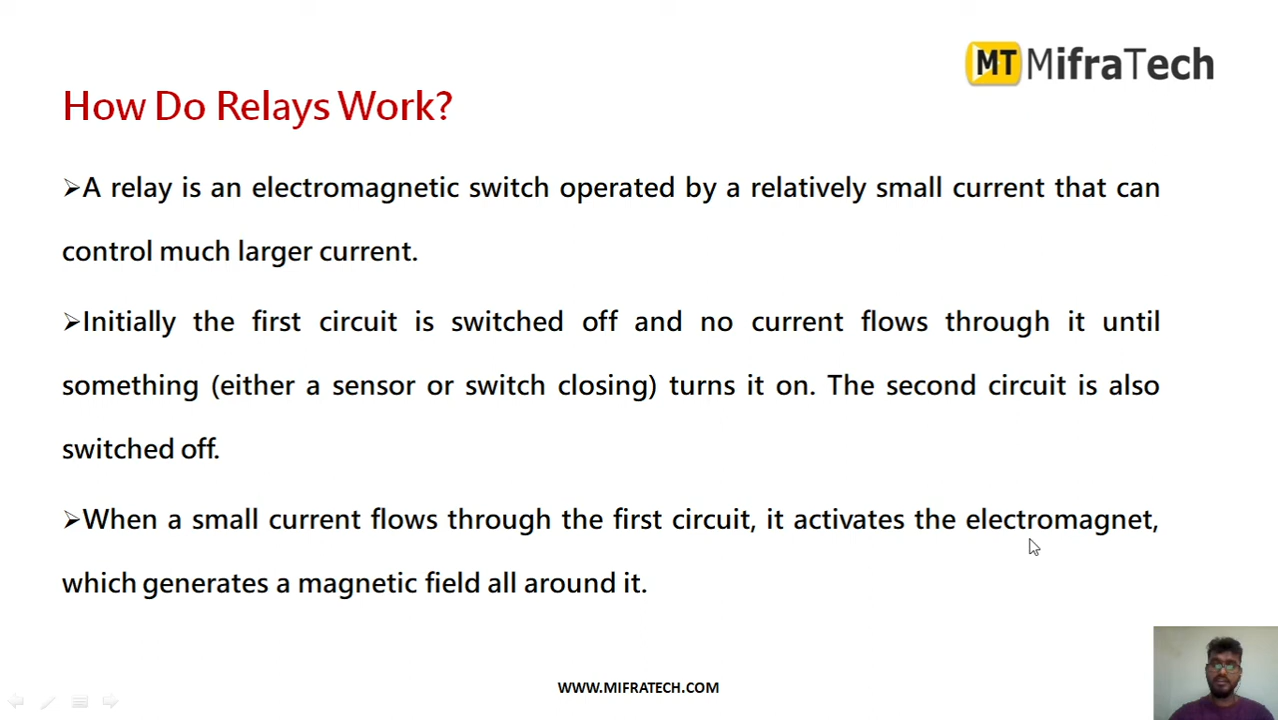 MT MifraTech
How Do Relays Work?
➢A relay is an electromagnetic switch operated by a relatively small current that can
control much larger current.
➢Initially the first circuit is switched off and no current flows through it until
something (either a sensor or switch closing) turns it on. The second circuit is also
switched off.
➢When a small current flows through the first circuit, it activates the electromagnet,
which generates a magnetic field all around it.
WWW.MIFRATECH.COM